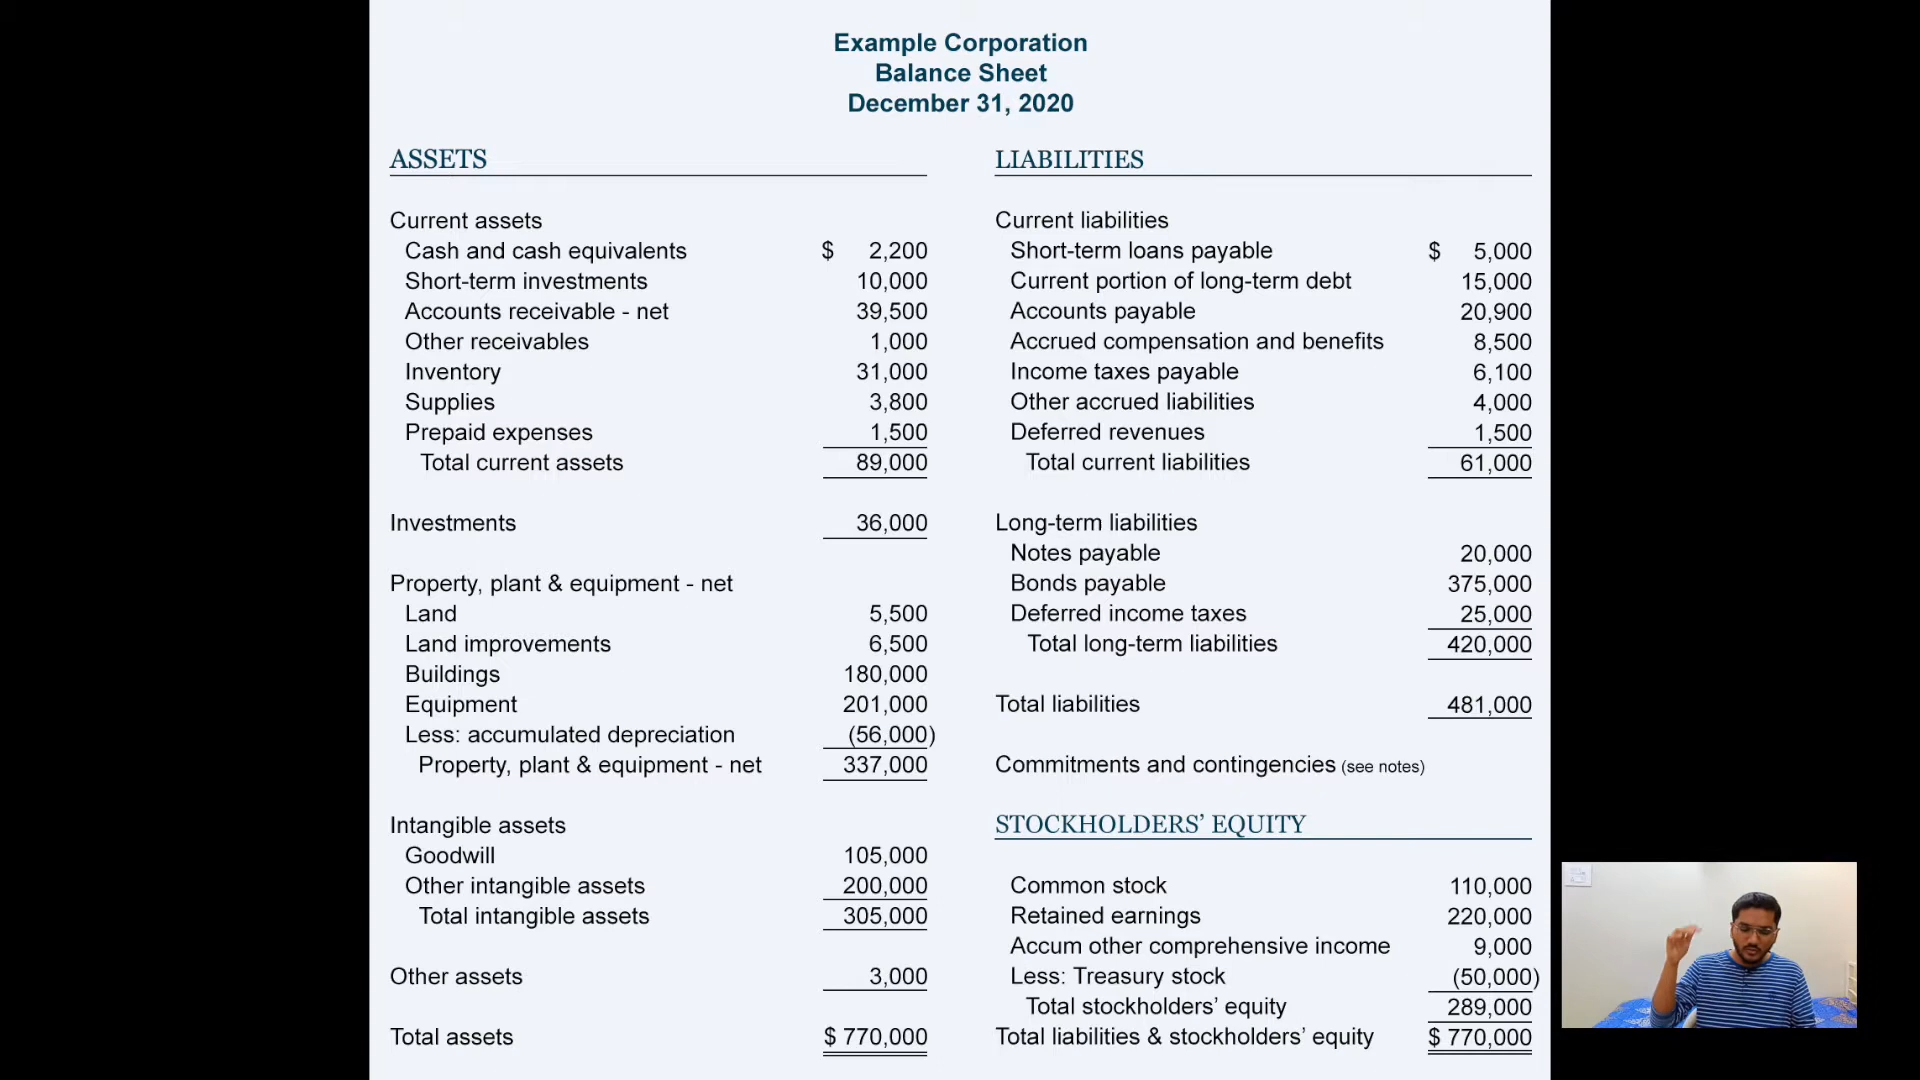 Example Corporation
Balance Sheet
December 31, 2020
ASSETS
Current assets
Cash and cash equivalents $ 2,200
Short-term investments 10,000
Accounts receivable - net 39,500
Other receivables 1,000
Inventory 31,000
Supplies 3,800
Prepaid expenses 1,500
Total current assets 89,000
Investments 36,000
Property, plant & equipment - net
Land 5,500
Land improvements 6,500
Buildings 180,000
Equipment 201,000
Less: accumulated depreciation (56,000)
Property, plant & equipment - net 337,000
Intangible assets
Goodwill 105,000
Other intangible assets 200,000
Total intangible assets 305,000
Other assets 3,000
Total assets $ 770,000
LIABILITIES
Current liabilities
Short-term loans payable $ 5,000
Current portion of long-term debt 15,000
Accounts payable 20,900
Accrued compensation and benefits 8,500
Income taxes payable 6,100
Other accrued liabilities 4,000
Deferred revenues 1,500
Total current liabilities 61,000
Long-term liabilities
Notes payable 20,000
Bonds payable 375,000
Deferred income taxes 25,000
Total long-term liabilities 420,000
Total liabilities 481,000
Commitments and contingencies (see notes)
STOCKHOLDERS’ EQUITY
Common stock 110,000
Retained earnings 220,000
Accum other comprehensive income 9,000
Less: Treasury stock (50,000)
Total stockholders’ equity 289,000
Total liabilities & stockholders’ equity $ 770,000